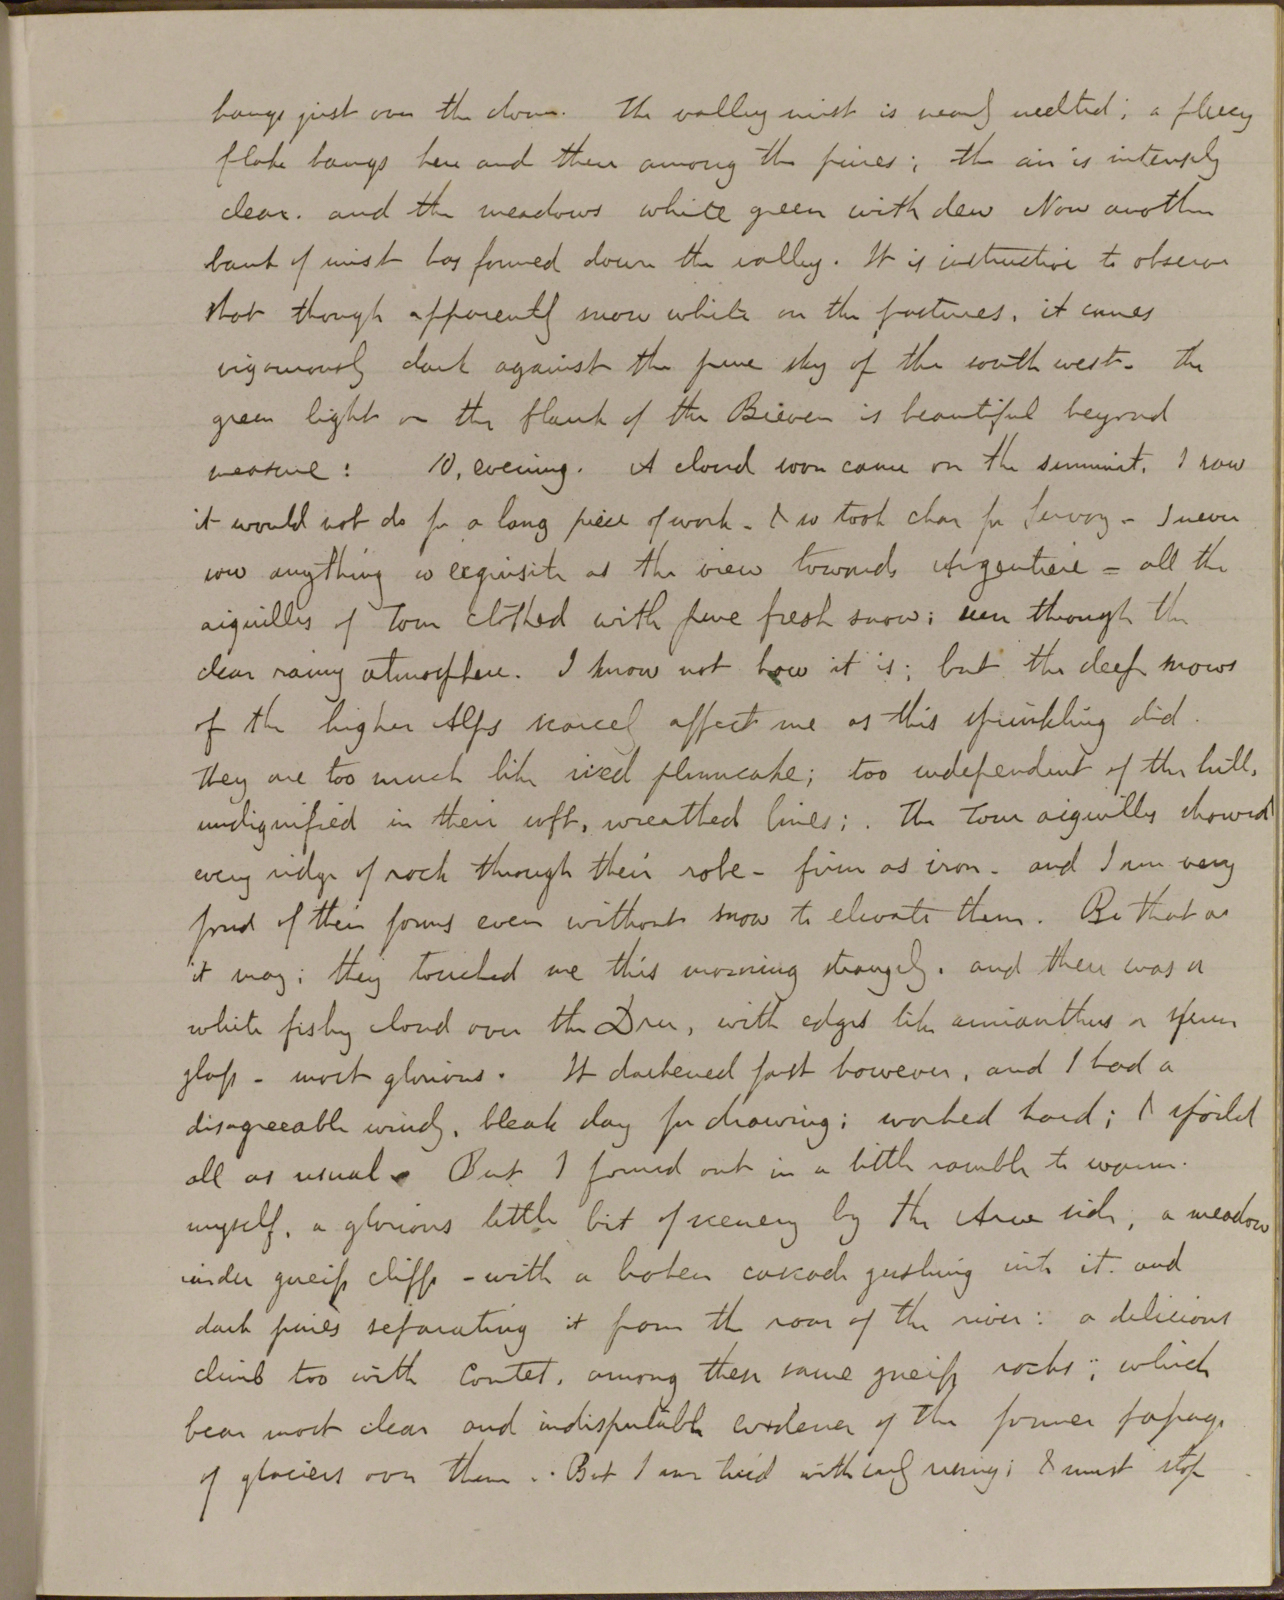 hangs just over the dome. The valley mist is nearly melted; a fleecy
flake hangs here and there among the pines; the air is intensely
clear. and the meadows white green with dew Now another
bank of mist has formed down the valley. It is instructive to observe
that though apparently snow white on the pastures, it comes
vigorously dark against the pure sky of the south west. The
green light on the flank of the Breven is beautiful beyond
measure: 10, evening. A cloud soon came on the summit. I saw
it would not do for a long piece of work - & so took char for Servoz - I never
saw anything so exquisite as the view towards Argentiere = all the
aiguilles of Tour clothed with pure fresh snow; seen through the
clear rainy atmosphere. I know not how it is; but the deep snows
of the higher Alps scarcely affect me as this sprinkling did.
They are too much like iced plumcake; too independent of the hill,
undignified in their soft, wreathed lines;. The Tour aiguilles showed
every ridge of rock through their robe - firm as iron - and I am very
fond of their forms even without snow to elevate them. Be that as
it may; they touched me this morning strangely. and there was a
white fishy cloud over the Dru, with edges like amianthus or spun
glass - most glorious. It darkened fast however, and I had a
disagreeable windy, bleak day for drawing; worked hard; & spoiled
all as usual. But I found out in a little ramble to warm.
myself, a glorious little bit of scenery by the Arve side, a meadow
under gneiss cliffs - with a broken cascade gushing into it. and
dark pines separating it from the roar of the river: a delicious
climb too with Coutet. among these same gneiss rocks; which
bear most clear and indisputable evidence of the former passage
of glaciers over them .. But I am tired with early rising; & must stop